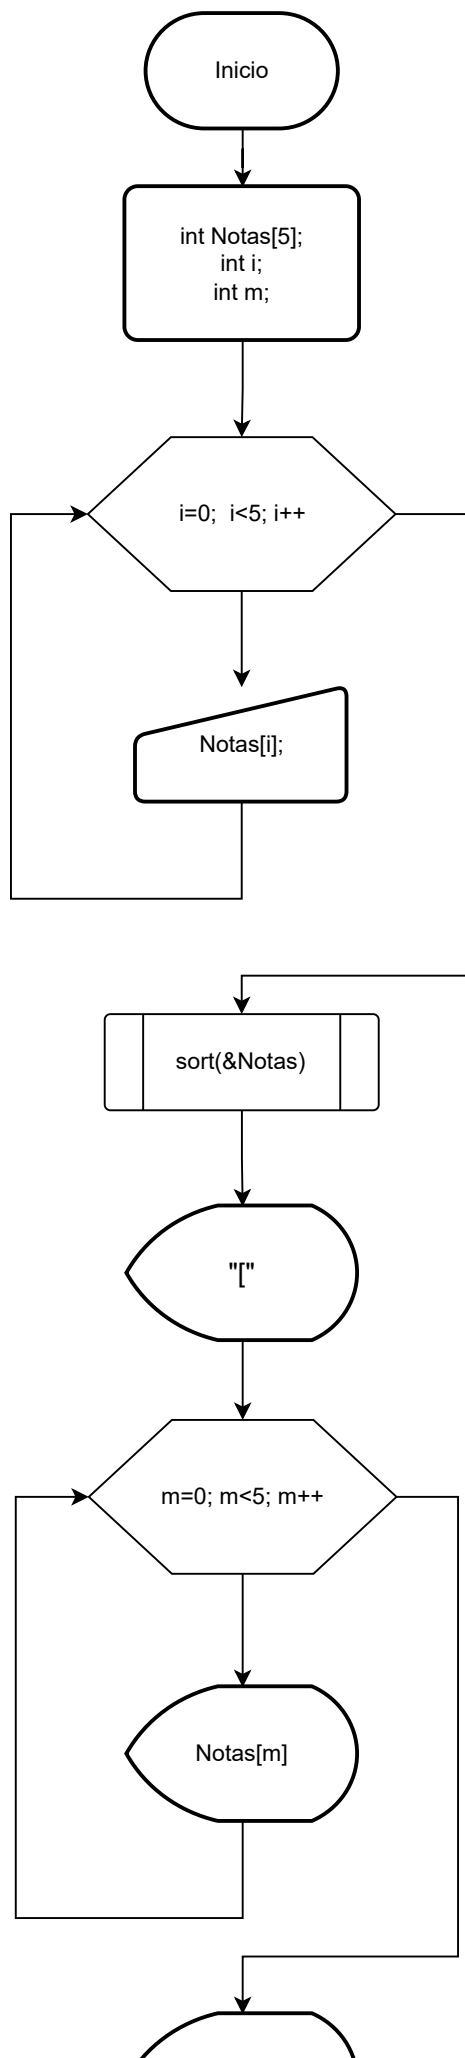 Inicio
int Notas[5];
int i;
int m;
i=0;  i<5; i++
Notas[i];
sort(&Notas)
"["
m=0; m<5; m++
Notas[m]